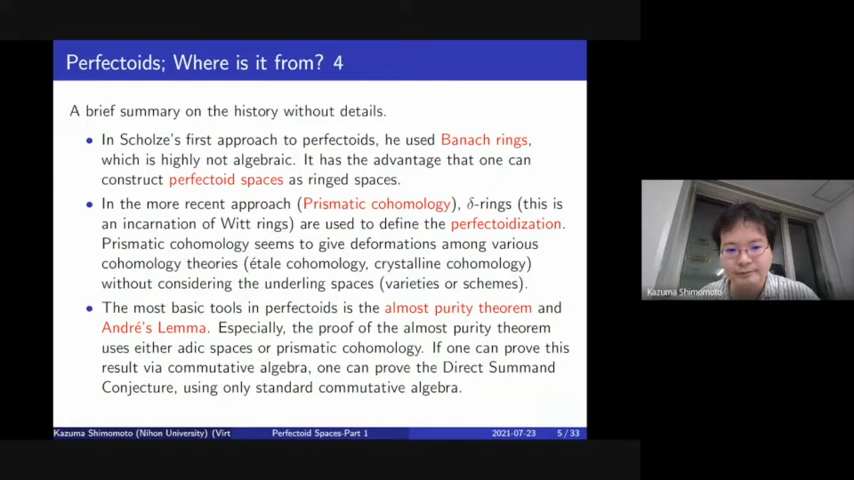 Perfectoids; Where is it from? 4
A brief summary on the history without details.
• In Scholze's first approach to perfectoids, he used Banach rings,
which is highly not algebraic. It has the advantage that one can
construct perfectoid spaces as ringed spaces.
• In the more recent approach (Prismatic cohomology), δ-rings (this is
an incarnation of Witt rings) are used to define the perfectoidization.
Prismatic cohomology seems to give deformations among various
cohomology theories (étale cohomology, crystalline cohomology)
without considering the underling spaces (varieties or schemes).
• The most basic tools in perfectoids is the almost purity theorem and
André's Lemma. Especially, the proof of the almost purity theorem
uses either adic spaces or prismatic cohomology. If one can prove this
result via commutative algebra, one can prove the Direct Summand
Conjecture, using only standard commutative algebra.
Kazuma Shimomoto (Nihon University) (Virt Perfectoid Spaces-Part 1 2021-07-23 5 / 33
Kazuma Shimomoto